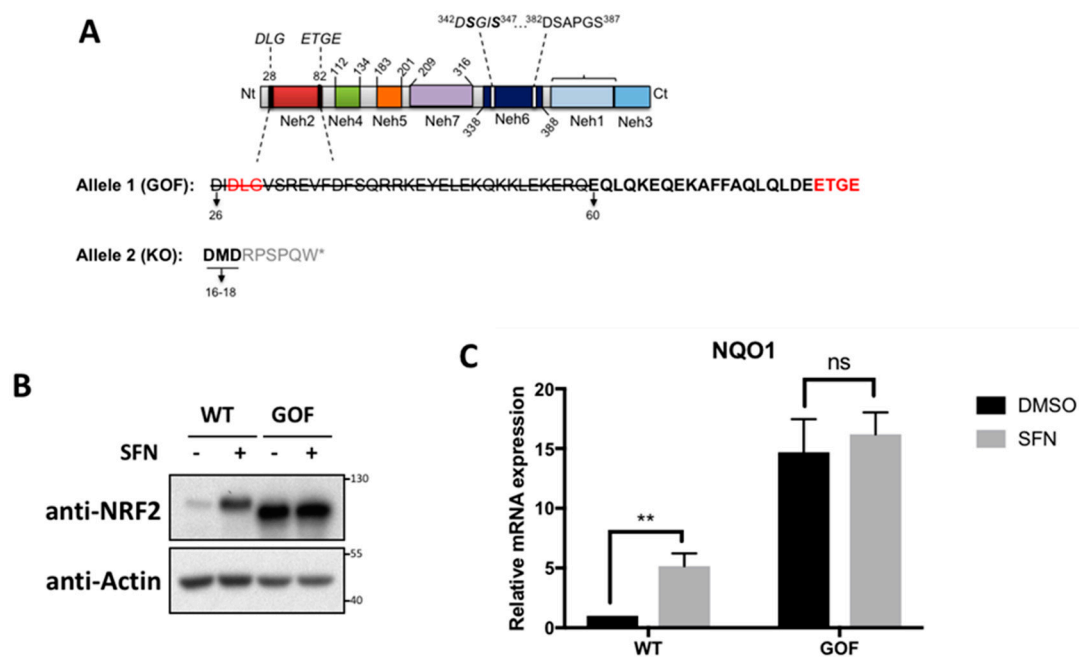 A
342DSGIS347...382DSAPGS387
DLG ETGE
28 82 112 134 183 201 209 316
Nt Ct
338 388
Neh2 Neh4 Neh5 Neh7 Neh6 Neh1 Neh3
Allele 1 (GOF): DIDLGVSREVFDFSQRRKEYELEKQKKLEKERQEQLQKEQEKAFFAQLQLDEETGE
26 60
Allele 2 (KO): DMDRPSPQW*
16-18
B
WT GOF
SFN - + - +
anti-NRF2 130
anti-Actin 55
40
C
NQO1
Relative mRNA expression
20
15
10
5
0
** ns
WT GOF
DMSO
SFN